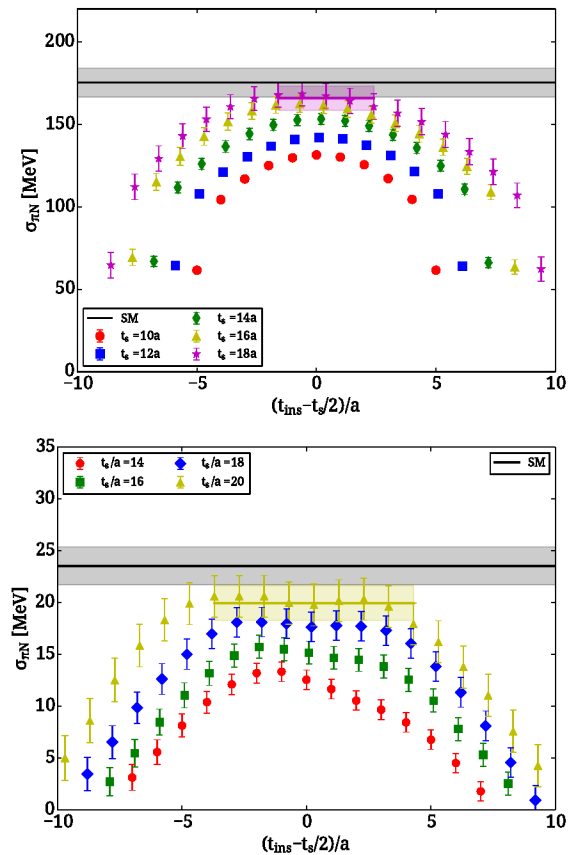 200
150
100
50
0
σπN [MeV]
SM
ts =10a
ts =12a
ts =14a
ts =16a
ts =18a
−10 −5 0 5 10
(tins−ts/2)/a
35
30
25
20
15
10
5
0
σπN [MeV]
ts/a=14
ts/a=16
ts/a=18
ts/a=20
SM
−10 −5 0 5 10
(tins−ts/2)/a